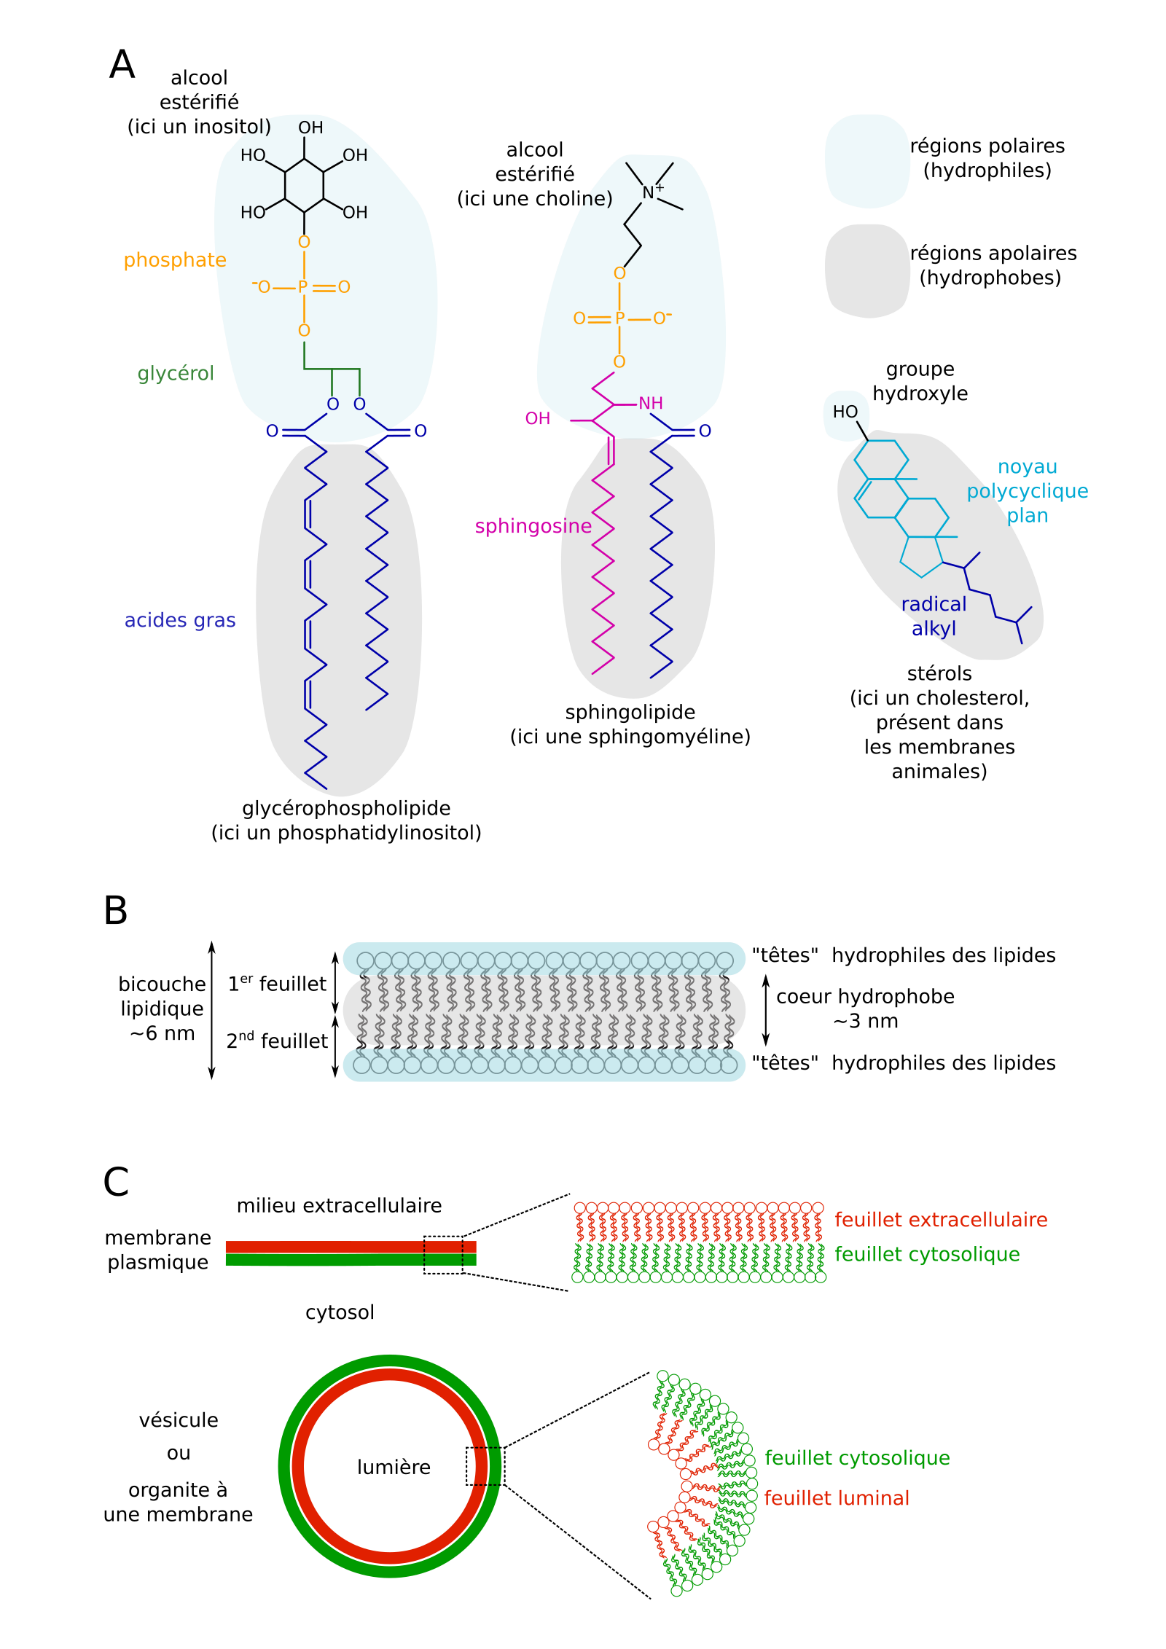 A
alcool
estérifié
(ici un inositol)
OH
HO
OH
HO
OH
O
phosphate
-O
P
O
O
glycérol
O
O
O
O
acides gras
glycérophospholipide
(ici un phosphatidylinositol)
alcool
estérifié
(ici une choline)
N+
O
O
P
O-
O
NH
OH
O
sphingosine
sphingolipide
(ici une sphingomyéline)
régions polaires
(hydrophiles)
régions apolaires
(hydrophobes)
groupe
hydroxyle
HO
noyau
polycyclique
plan
radical
alkyl
stérols
(ici un cholesterol,
présent dans
les membranes
animales)
B
bicouche
lipidique
~6 nm
1er feuillet
2nd feuillet
"têtes" hydrophiles des lipides
coeur hydrophobe
~3 nm
"têtes" hydrophiles des lipides
C
milieu extracellulaire
membrane
plasmique
cytosol
feuillet extracellulaire
feuillet cytosolique
vésicule
ou
organite à
une membrane
lumière
feuillet cytosolique
feuillet luminal